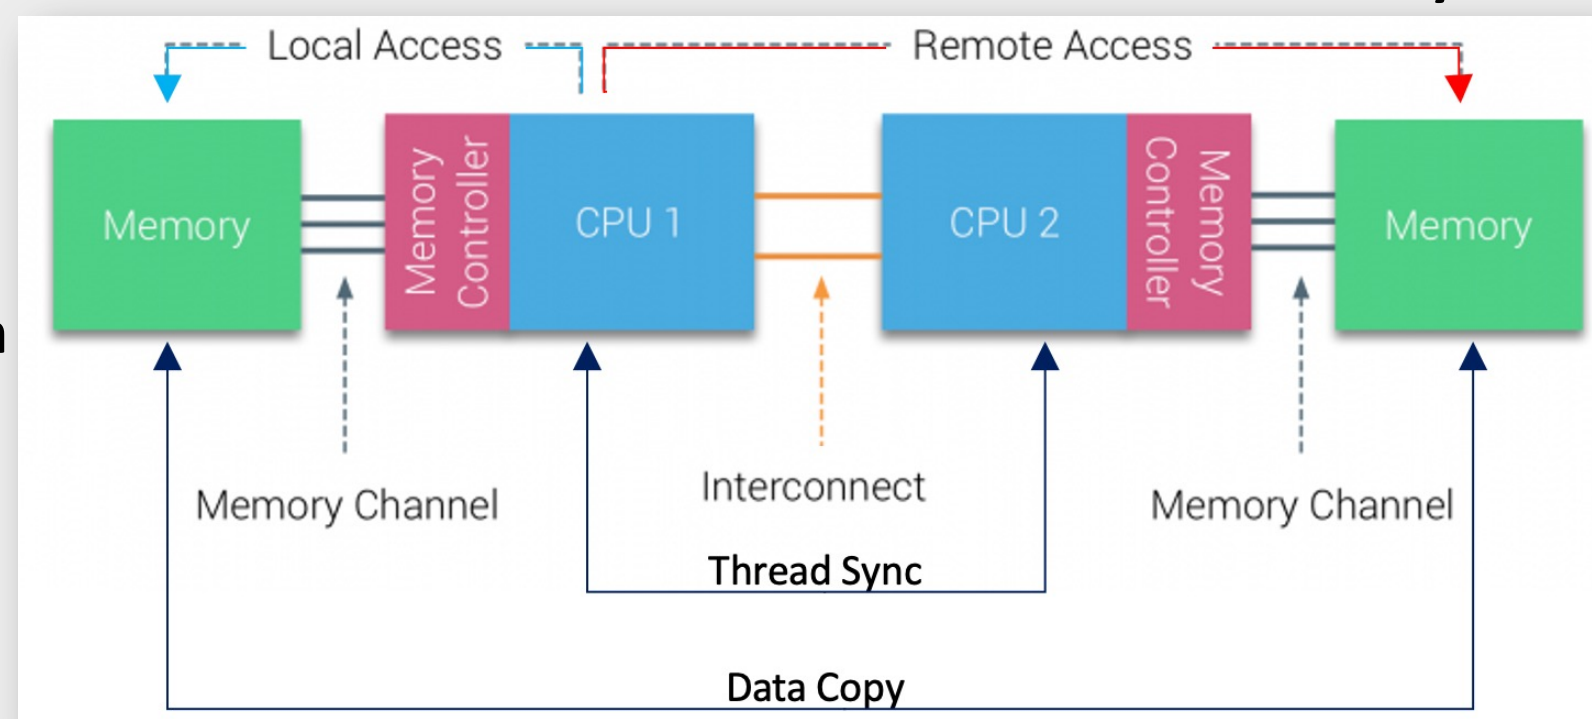 Local Access
Remote Access
Memory
Memory
Controller
CPU 1
CPU 2
Memory
Controller
Memory
Memory Channel
Interconnect
Memory Channel
Thread Sync
Data Copy